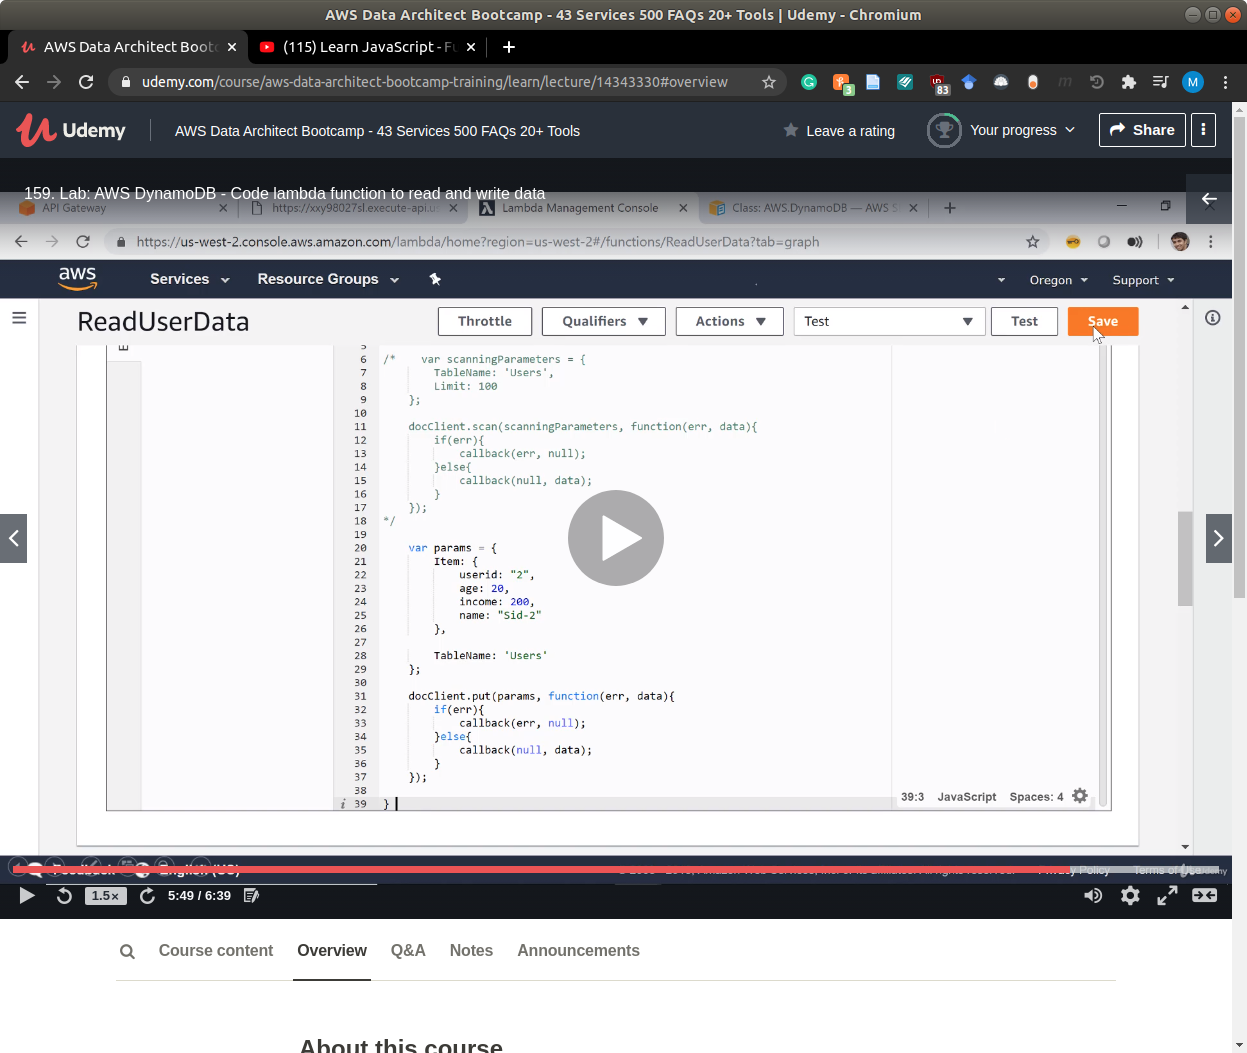 AWS Data Architect Bootcamp - 43 Services 500 FAQs 20+ Tools | Udemy - Chromium
AWS Data Architect Bootc
(115) Learn JavaScript - Fu
udemy.com/course/aws-data-architect-bootcamp-training/learn/lecture/14343330#overview
3
83
M
Udemy
AWS Data Architect Bootcamp - 43 Services 500 FAQs 20+ Tools
Leave a rating
Your progress
Share
159. Lab: AWS DynamoDB - Code lambda function to read and write data
API Gateway
https://xxy98027sl.execute-api.us
Lambda Management Console
Class: AWS.DynamoDB — AWS S
https://us-west-2.console.aws.amazon.com/lambda/home?region=us-west-2#/functions/ReadUserData?tab=graph
aws
Services
Resource Groups
Oregon
Support
ReadUserData
Throttle
Qualifiers
Actions
Test
Test
Save
5
6 /* var scanningParameters = {
7 TableName: 'Users',
8 Limit: 100
9 };
10
11 docClient.scan(scanningParameters, function(err, data){
12 if(err){
13 callback(err, null);
14 }else{
15 callback(null, data);
16 }
17 });
18 */
19
20 var params = {
21 Item: {
22 userid: "2",
23 age: 20,
24 income: 200,
25 name: "Sid-2"
26 },
27
28 TableName: 'Users'
29 };
30
31 docClient.put(params, function(err, data){
32 if(err){
33 callback(err, null);
34 }else{
35 callback(null, data);
36 }
37 });
38
i 39 }
39:3 JavaScript Spaces: 4
Feedback English (US)
Privacy Policy Terms of
1.5×
5:49 / 6:39
Course content
Overview
Q&A
Notes
Announcements
About this course